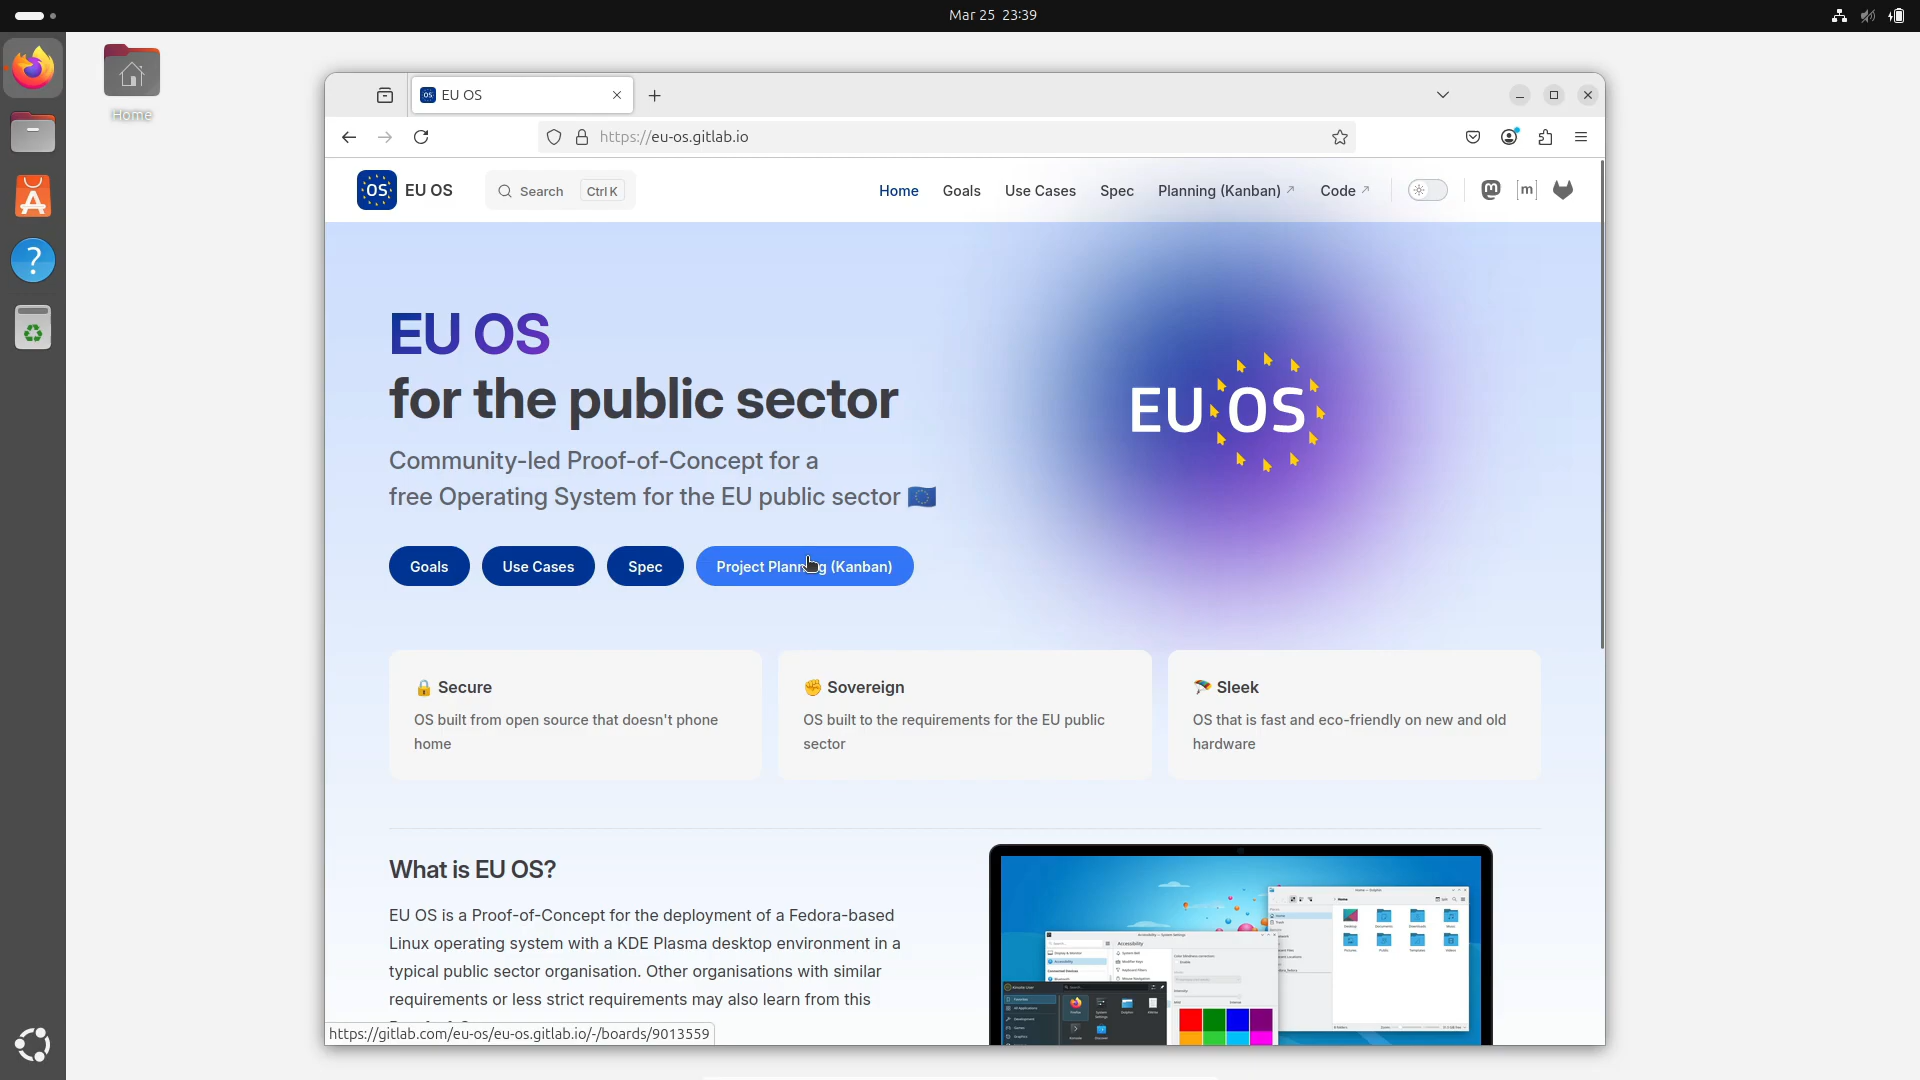 Mar 25 23:39
Home
EU OS
https://eu-os.gitlab.io
OS
EU OS
Search
Ctrl K
Home
Goals
Use Cases
Spec
Planning (Kanban)
Code
EU OS
for the public sector
Community-led Proof-of-Concept for a
free Operating System for the EU public sector 🇪🇺
EU OS
Goals
Use Cases
Spec
Project Planning (Kanban)
🔒 Secure
OS built from open source that doesn't phone
home
✊ Sovereign
OS built to the requirements for the EU public
sector
🪂 Sleek
OS that is fast and eco-friendly on new and old
hardware
What is EU OS?
EU OS is a Proof-of-Concept for the deployment of a Fedora-based
Linux operating system with a KDE Plasma desktop environment in a
typical public sector organisation. Other organisations with similar
requirements or less strict requirements may also learn from this
https://gitlab.com/eu-os/eu-os.gitlab.io/-/boards/9013559
Accessibility